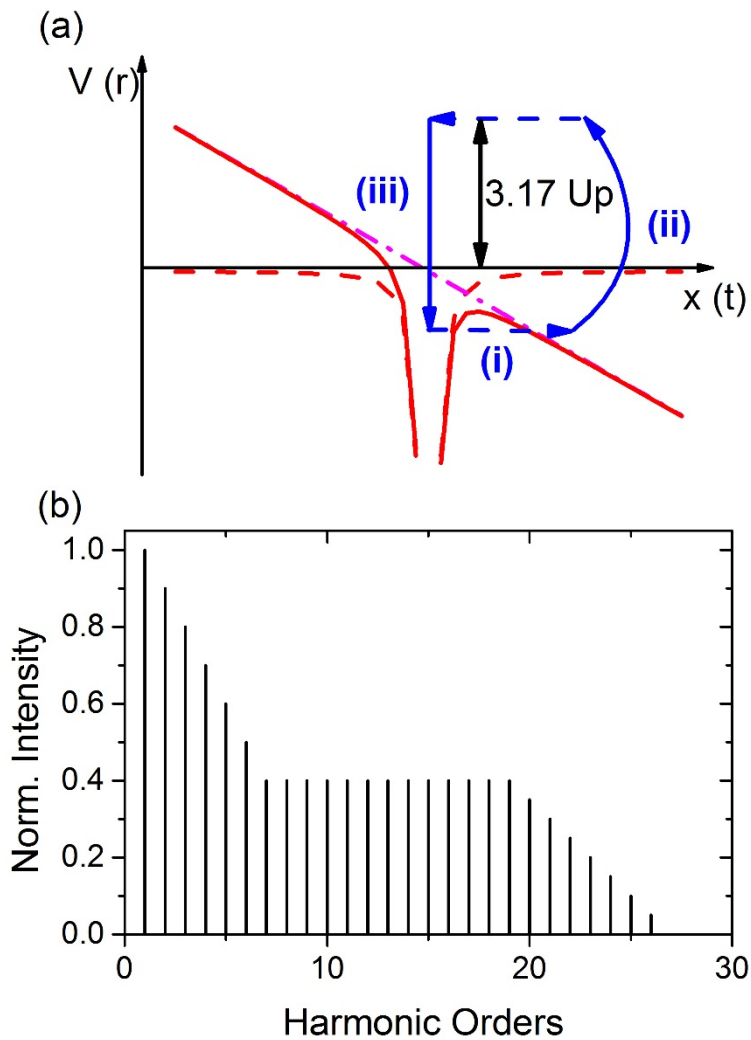 (a)
V (r)
(iii)
3.17 Up
(ii)
x (t)
(i)
(b)
1.0
0.8
0.6
0.4
0.2
0.0
Norm. Intensity
0 10 20 30
Harmonic Orders